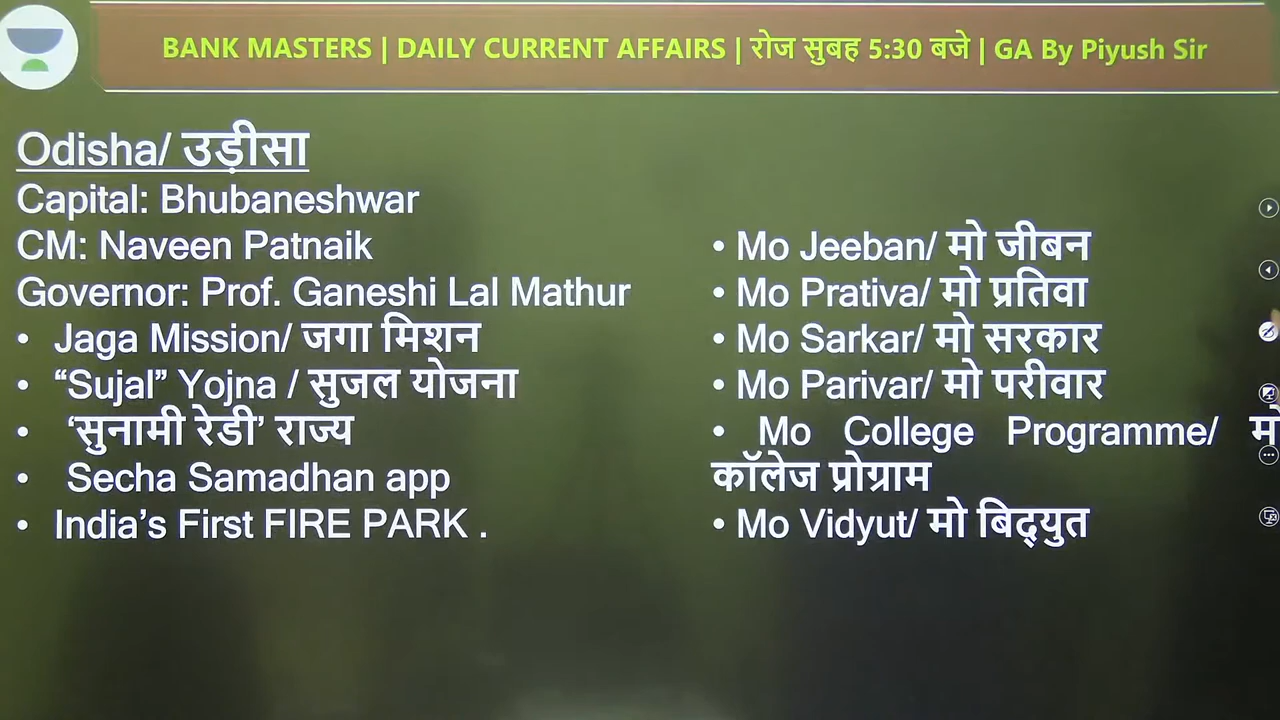 BANK MASTERS | DAILY CURRENT AFFAIRS | रोज सुबह 5:30 बजे | GA By Piyush Sir
Odisha/ उड़ीसा
Capital: Bhubaneshwar
CM: Naveen Patnaik
Governor: Prof. Ganeshi Lal Mathur
• Jaga Mission/ जगा मिशन
• “Sujal” Yojna / सुजल योजना
• ‘सुनामी रेडी’ राज्य
• Secha Samadhan app
• India’s First FIRE PARK .
• Mo Jeeban/ मो जीबन
• Mo Prativa/ मो प्रतिवा
• Mo Sarkar/ मो सरकार
• Mo Parivar/ मो परीवार
• Mo College Programme/ मो
कॉलेज प्रोग्राम
• Mo Vidyut/ मो बिद्युत